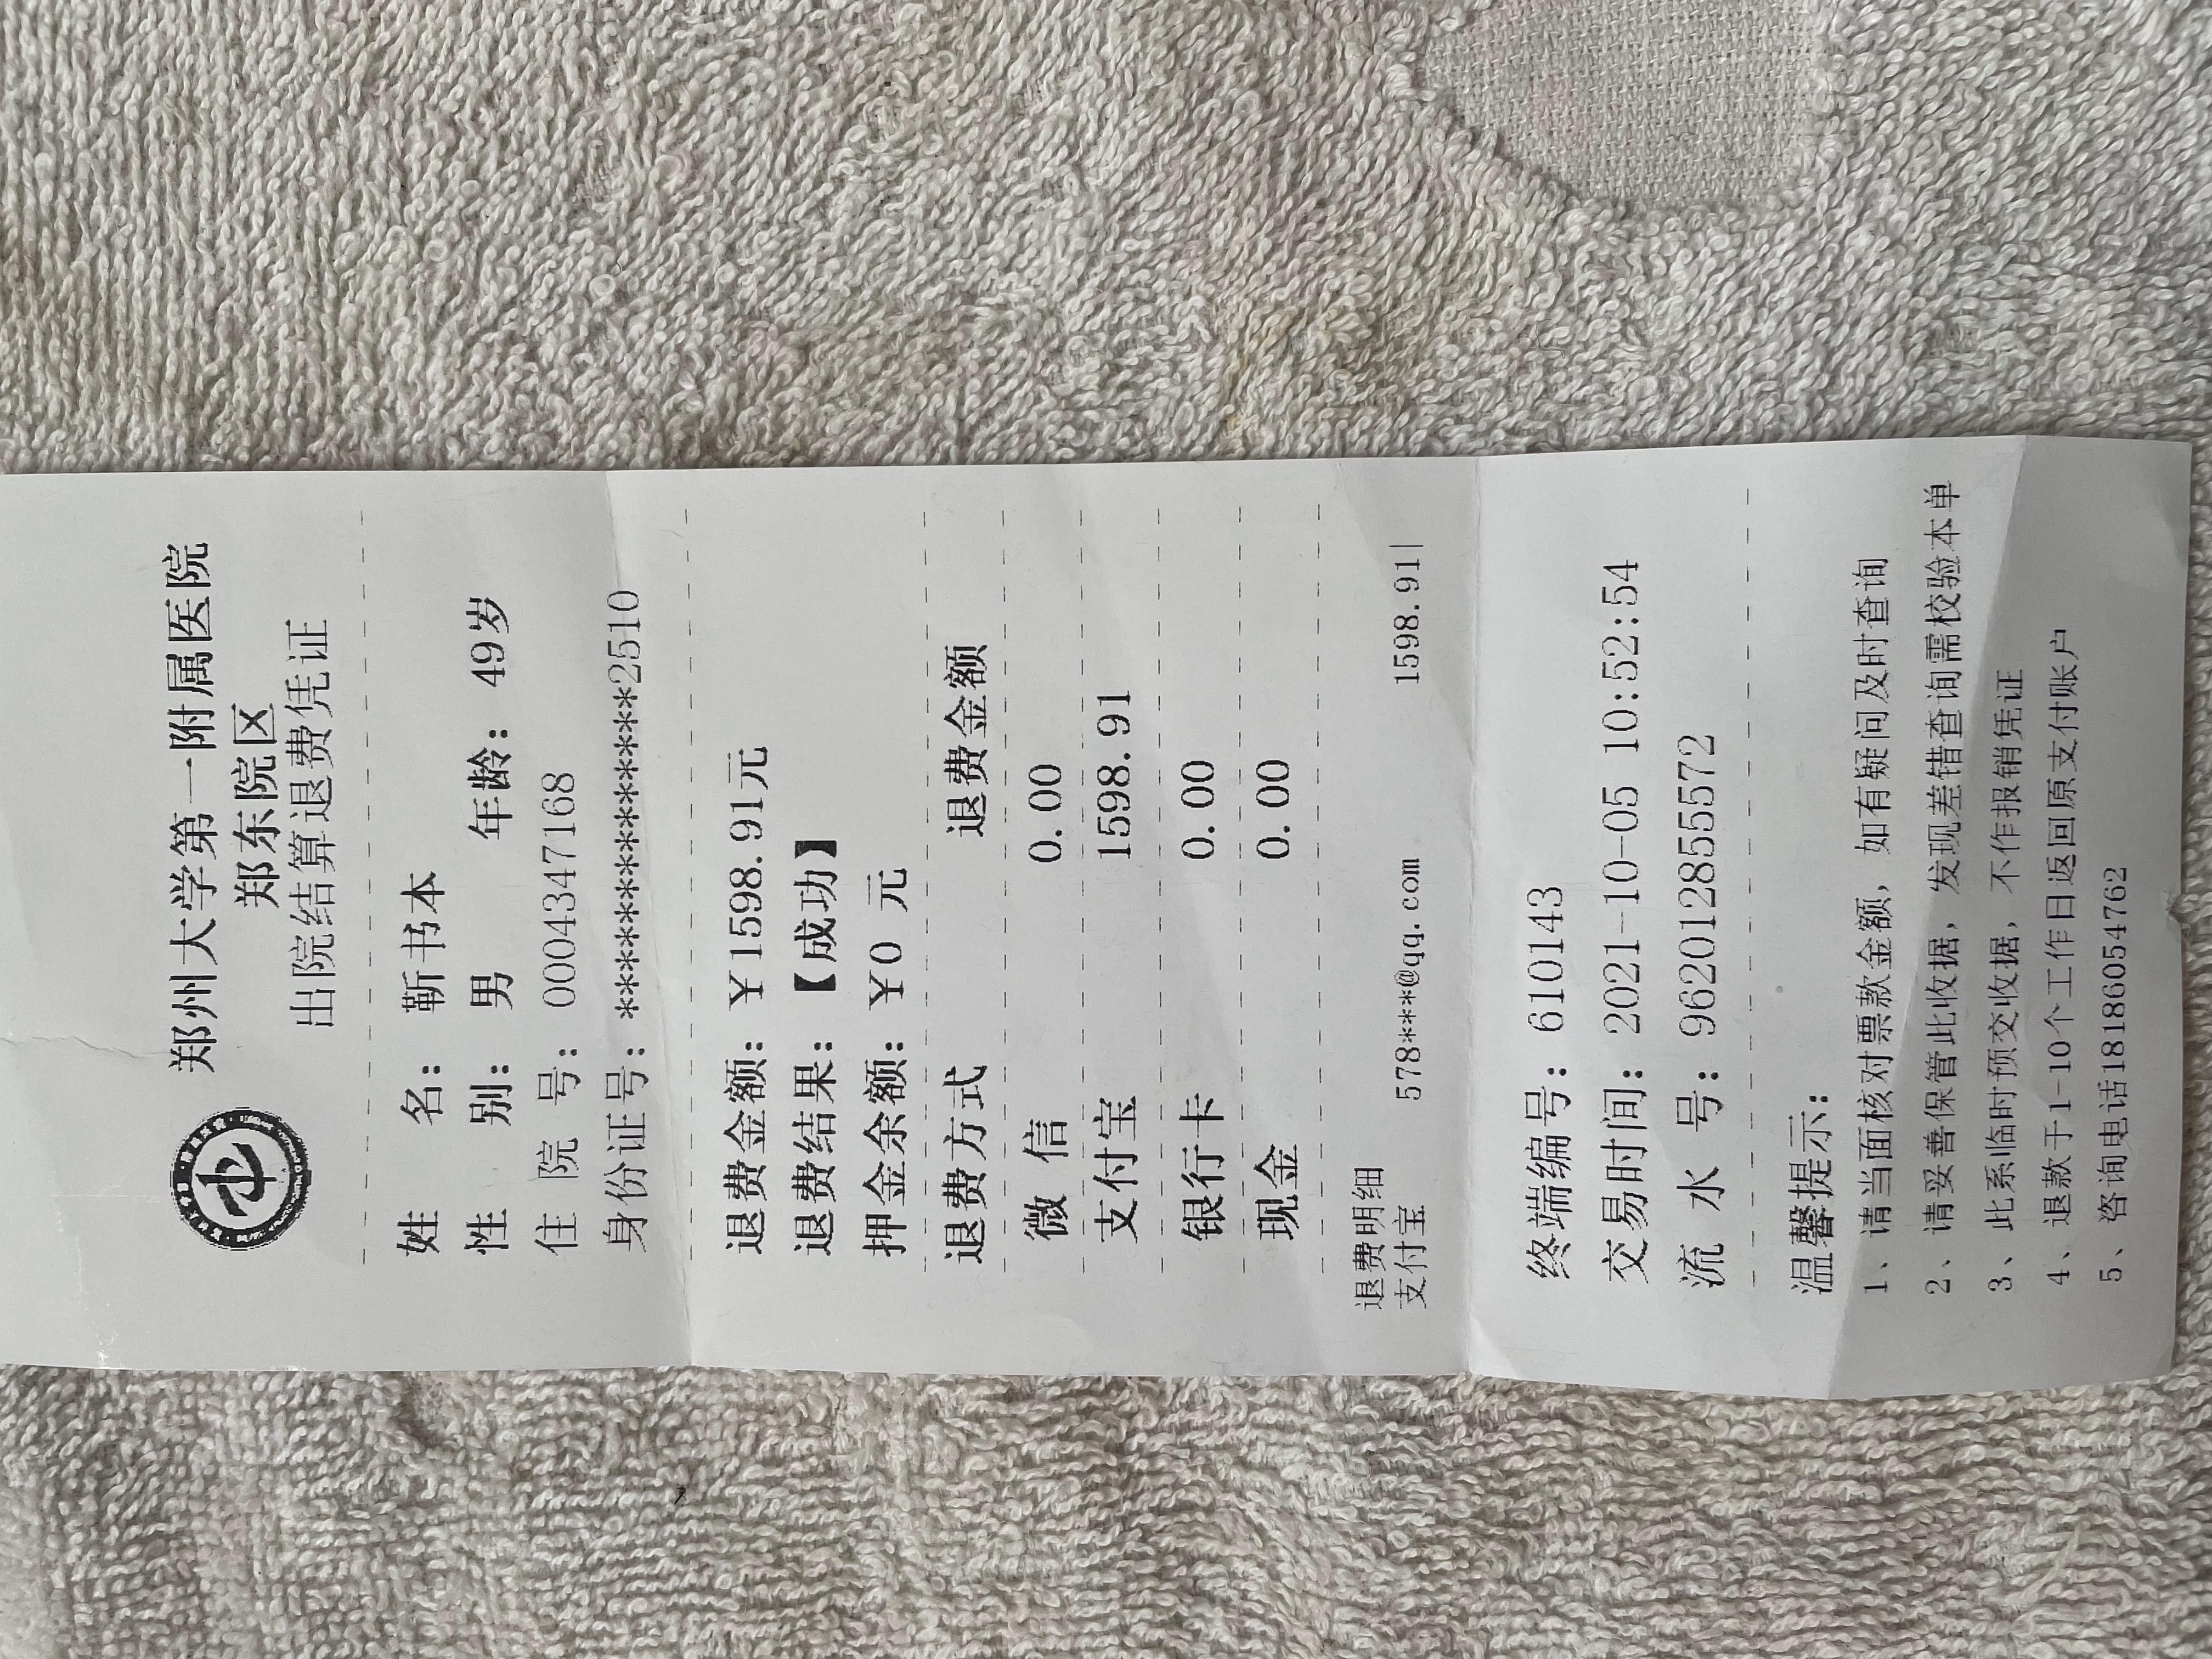 郑州大学第一附属医院
郑东院区
出院结算退费凭证
姓 名: 靳书本
性 别: 男 年龄: 49岁
住 院 号: 0004347168
身份证号: **************2510
退费金额: ¥1598.91元
退费结果: 【成功】
押金余额: ¥0 元
退费方式 退费金额
微 信 0.00
支付宝 1598.91
银行卡 0.00
现金 0.00
退费明细
支付宝 578****@qq.com 1598.91|
终端编号: 610143
交易时间: 2021-10-05 10:52:54
流 水 号: 962012855572
温馨提示:
1、请当面核对票款金额, 如有疑问及时查询
2、请妥善保管此收据, 发现差错查询需校验本单
3、此系临时预交收据, 不作报销凭证
4、退款于1-10个工作日返回原支付账户
5、咨询电话18186054762